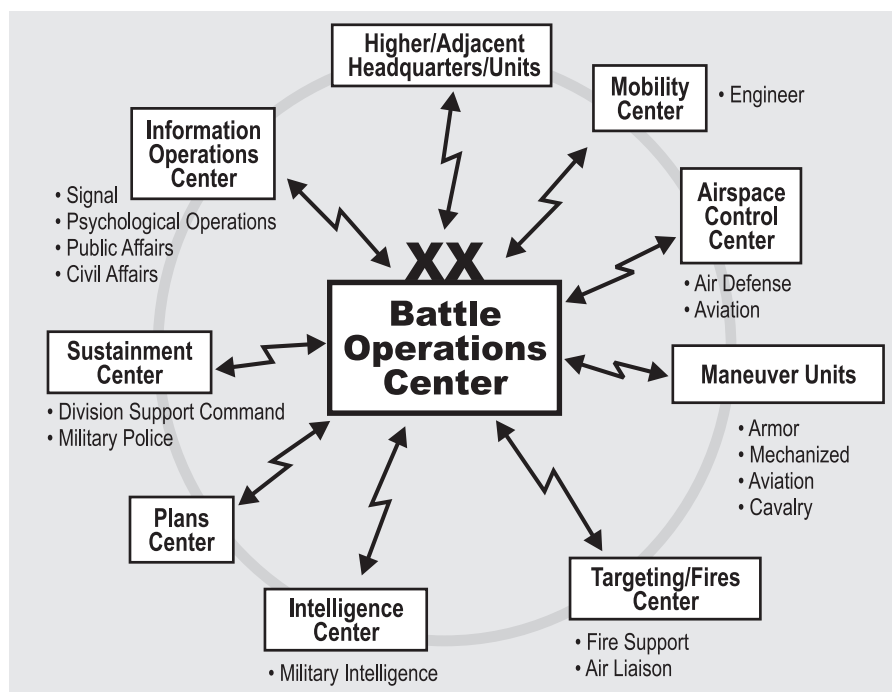 Higher/Adjacent
Headquarters/Units
Mobility
Center
• Engineer
Information
Operations
Center
• Signal
• Psychological Operations
• Public Affairs
• Civil Affairs
Airspace
Control
Center
• Air Defense
• Aviation
XX
Battle
Operations
Center
Sustainment
Center
• Division Support Command
• Military Police
Maneuver Units
• Armor
• Mechanized
• Aviation
• Cavalry
Plans
Center
Intelligence
Center
• Military Intelligence
Targeting/Fires
Center
• Fire Support
• Air Liaison